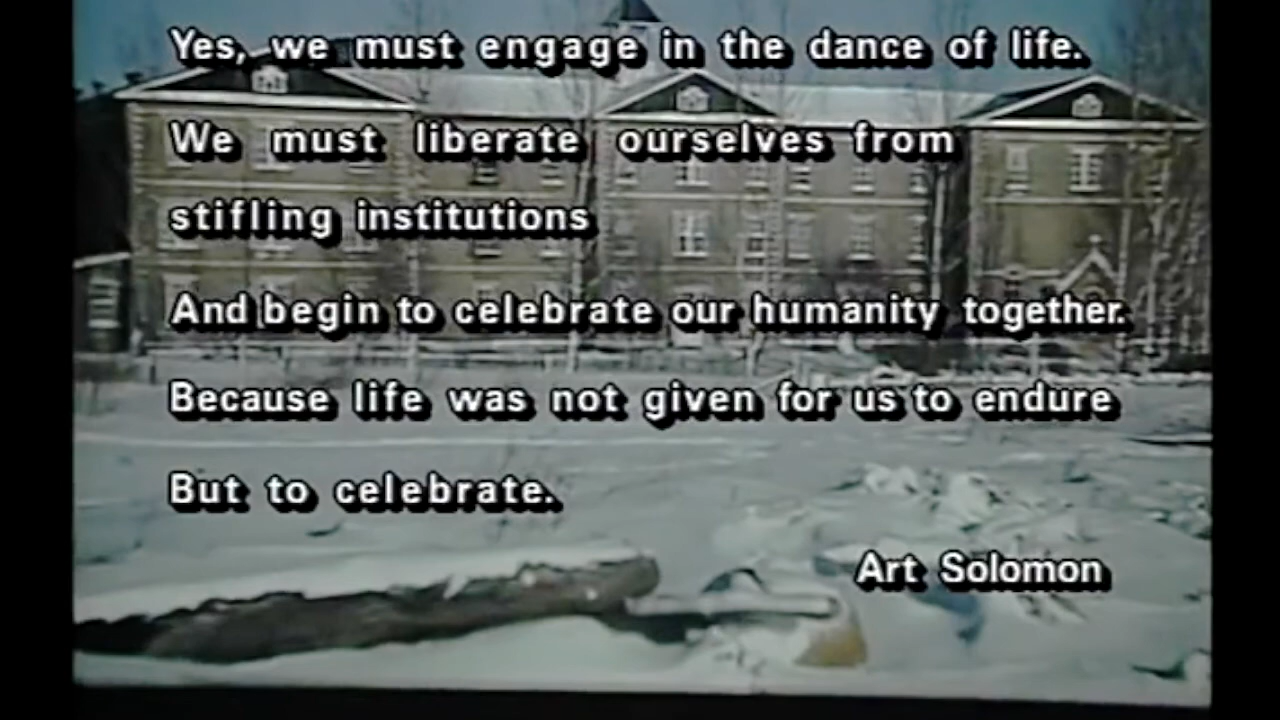 Yes, we must engage in the dance of life.
We must liberate ourselves from
stifling institutions
And begin to celebrate our humanity together.
Because life was not given for us to endure
But to celebrate.
Art Solomon